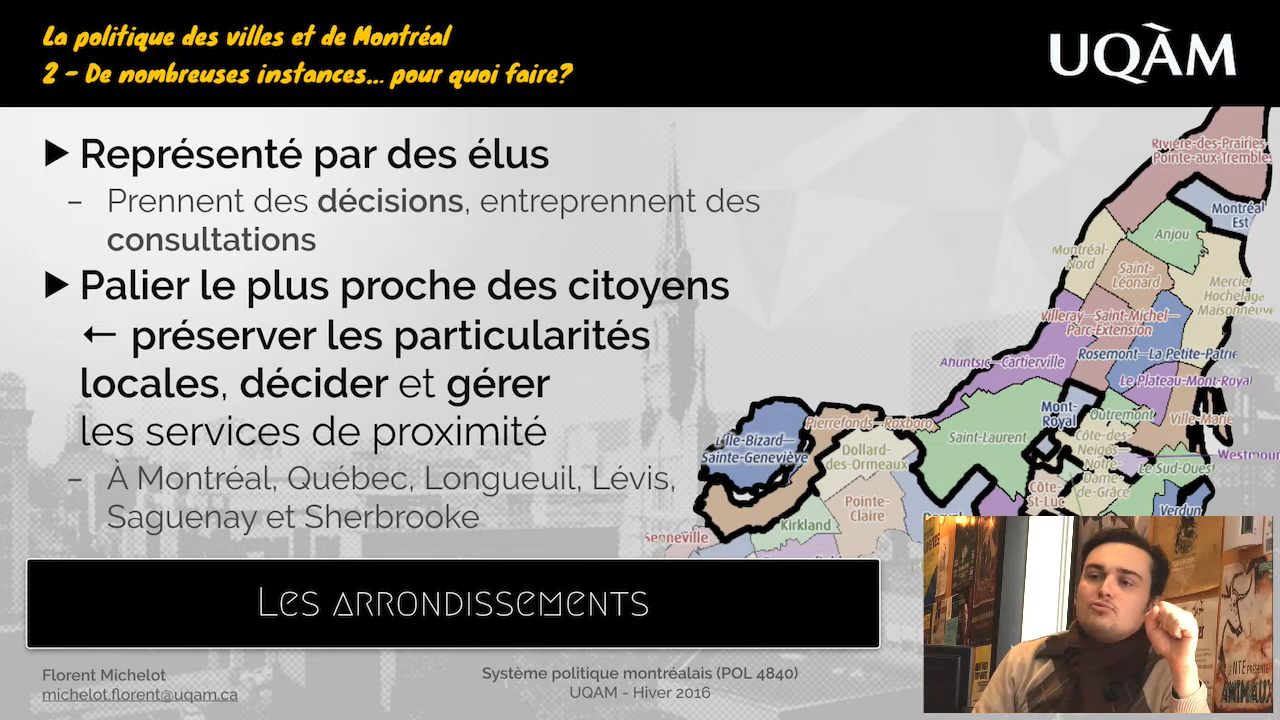 La politique des villes et de Montréal
2 - De nombreuses instances... pour quoi faire?
UQÀM
▶ Représenté par des élus
- Prennent des décisions, entreprennent des
consultations
▶ Palier le plus proche des citoyens
← préserver les particularités
locales, décider et gérer
les services de proximité
- À Montréal, Québec, Longueuil, Lévis,
Saguenay et Sherbrooke
Rivière-des-Prairies-
Pointe-aux-Tremble
Montréal
Est
Anjou
Montréal-
Nord
Saint-
Léonard
Mercier
Hochelaga
Maisonneuve
Villeray—Saint-Michel—
Parc-Extension
Ahuntsic—Cartierville
Rosemont—La Petite-Patrie
Le Plateau-Mont-Royal
Mont-
Royal
Outremont
Ville-Marie
Pierrefonds-Roxboro
L'Île-Bizard—
Sainte-Geneviève
Saint-Laurent
Dollard-
des-Ormeaux
Côte-des-
Neiges
Notre-
Dame-
de-Grâce
Westmour
Le Sud-Ouest
Côte-
St-Luc
Pointe-
Claire
Verdun
Kirkland
Senneville
Les arrondissements
Florent Michelot
michelot.florent@uqam.ca
Système politique montréalais (POL 4840)
UQAM - Hiver 2016
ANIMAUX